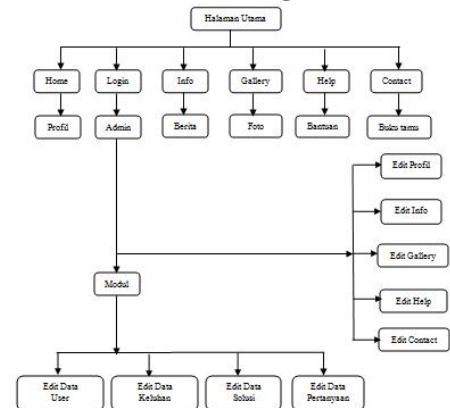 Halaman Utama
Home
Login
Info
Gallery
Help
Contact
Profil
Admin
Berita
Foto
Bantuan
Buku tamu
Edit Profil
Edit Info
Edit Gallery
Modul
Edit Help
Edit Contact
Edit Data
User
Edit Data
Keluhan
Edit Data
Solusi
Edit Data
Pertanyaan